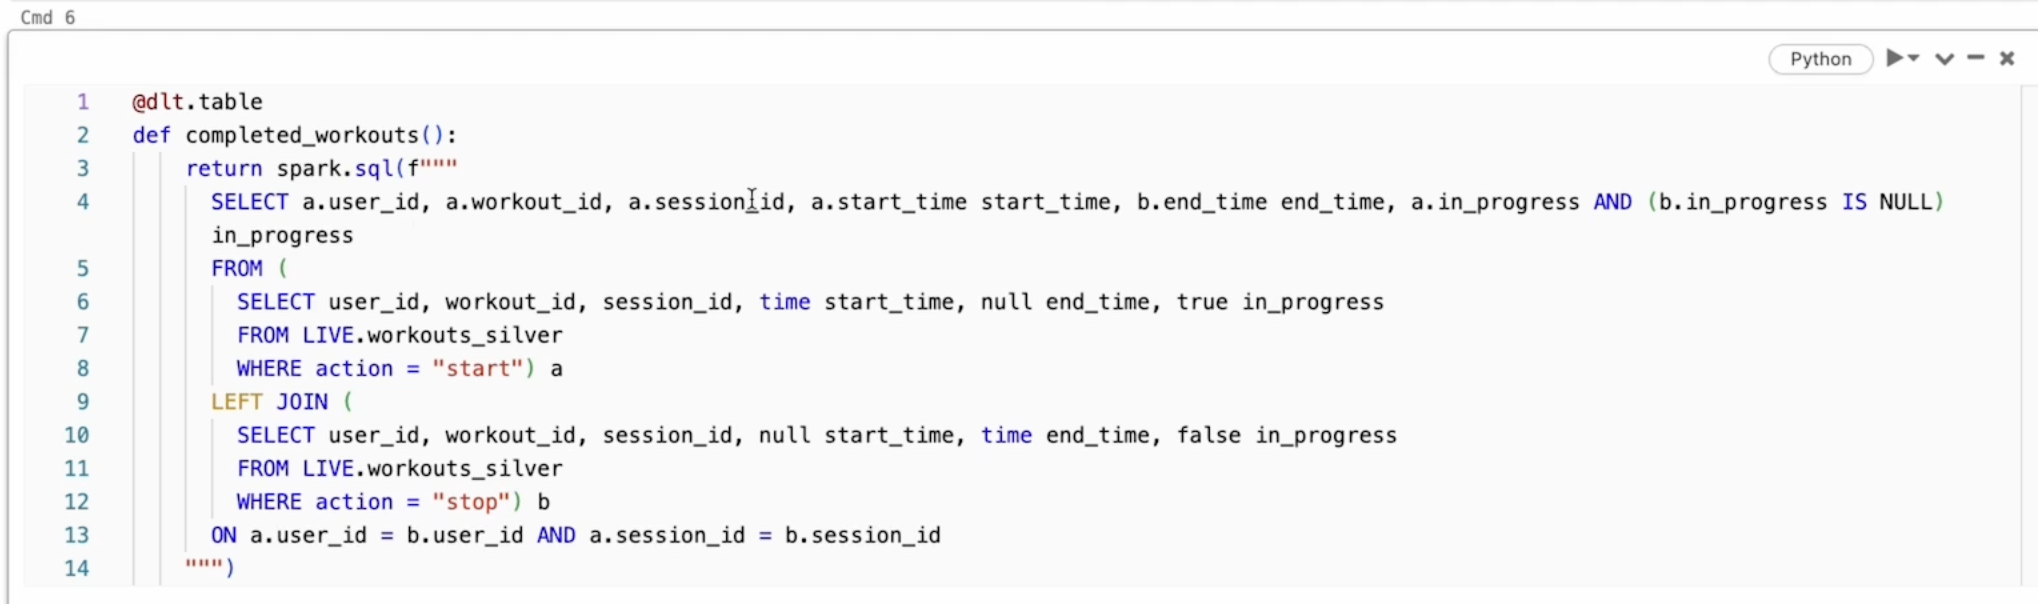 Cmd 6
Python
1 @dlt.table
2 def completed_workouts():
3 return spark.sql(f"""
4 SELECT a.user_id, a.workout_id, a.session_id, a.start_time start_time, b.end_time end_time, a.in_progress AND (b.in_progress IS NULL)
in_progress
5 FROM (
6 SELECT user_id, workout_id, session_id, time start_time, null end_time, true in_progress
7 FROM LIVE.workouts_silver
8 WHERE action = "start") a
9 LEFT JOIN (
10 SELECT user_id, workout_id, session_id, null start_time, time end_time, false in_progress
11 FROM LIVE.workouts_silver
12 WHERE action = "stop") b
13 ON a.user_id = b.user_id AND a.session_id = b.session_id
14 """)